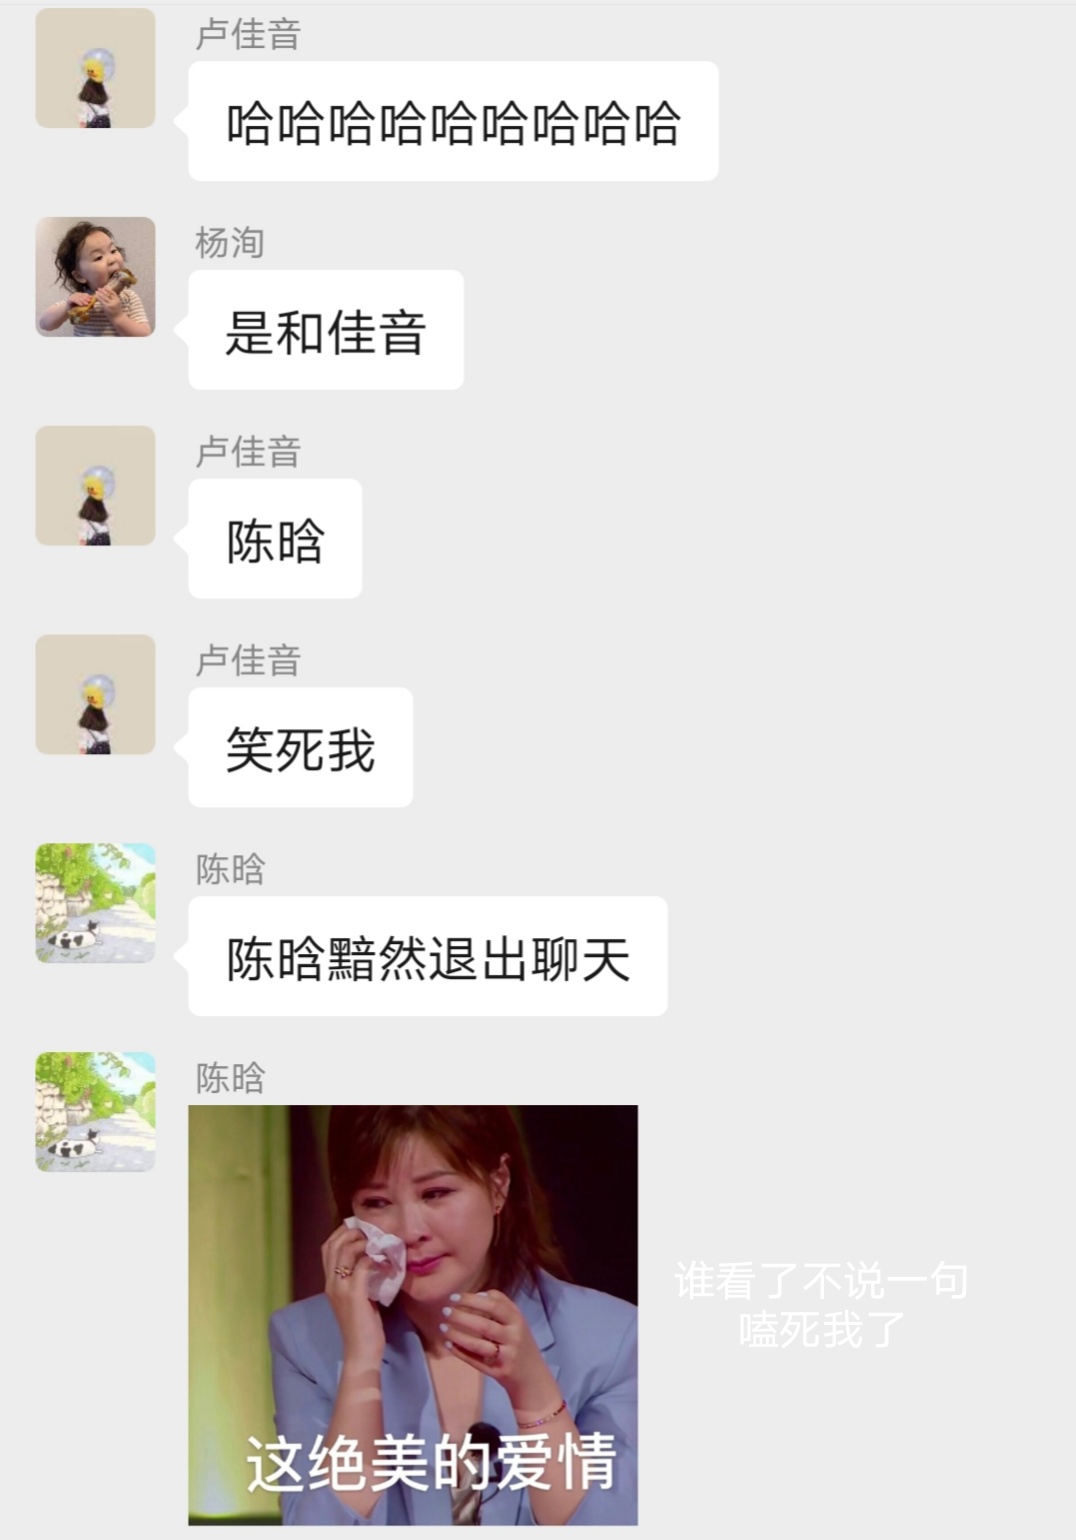 卢佳音
哈哈哈哈哈哈哈哈哈
杨洵
是和佳音
卢佳音
陈晗
卢佳音
笑死我
陈晗
陈晗黯然退出聊天
陈晗
谁看了不说一句
嗑死我了
这绝美的爱情